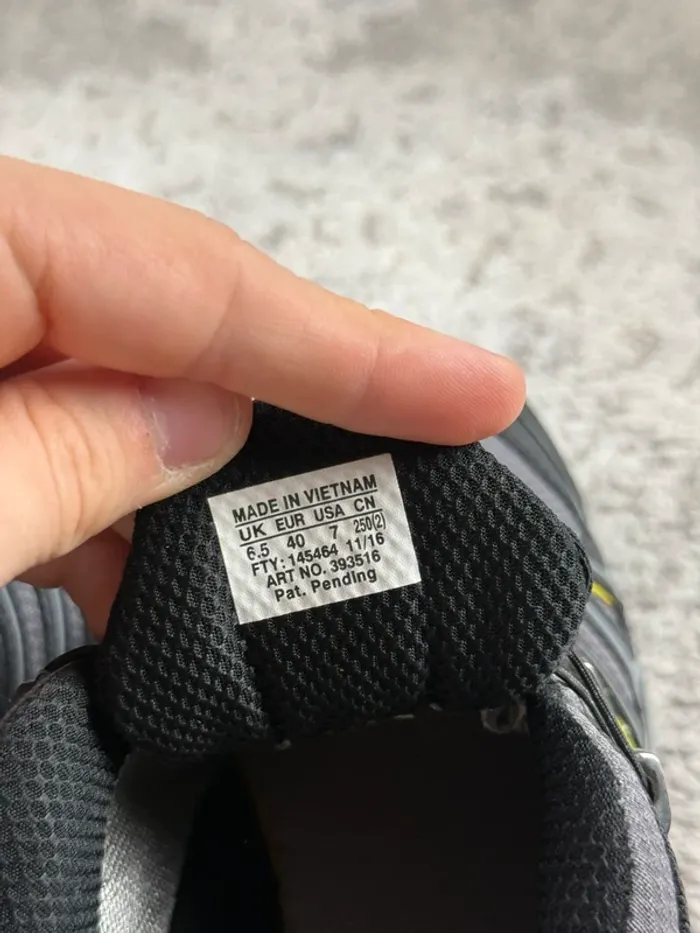 MADE IN VIETNAM
UK EUR USA CN
6.5 40 7 250(2)
FTY: 145464 11/16
ART NO. 393516
Pat. Pending